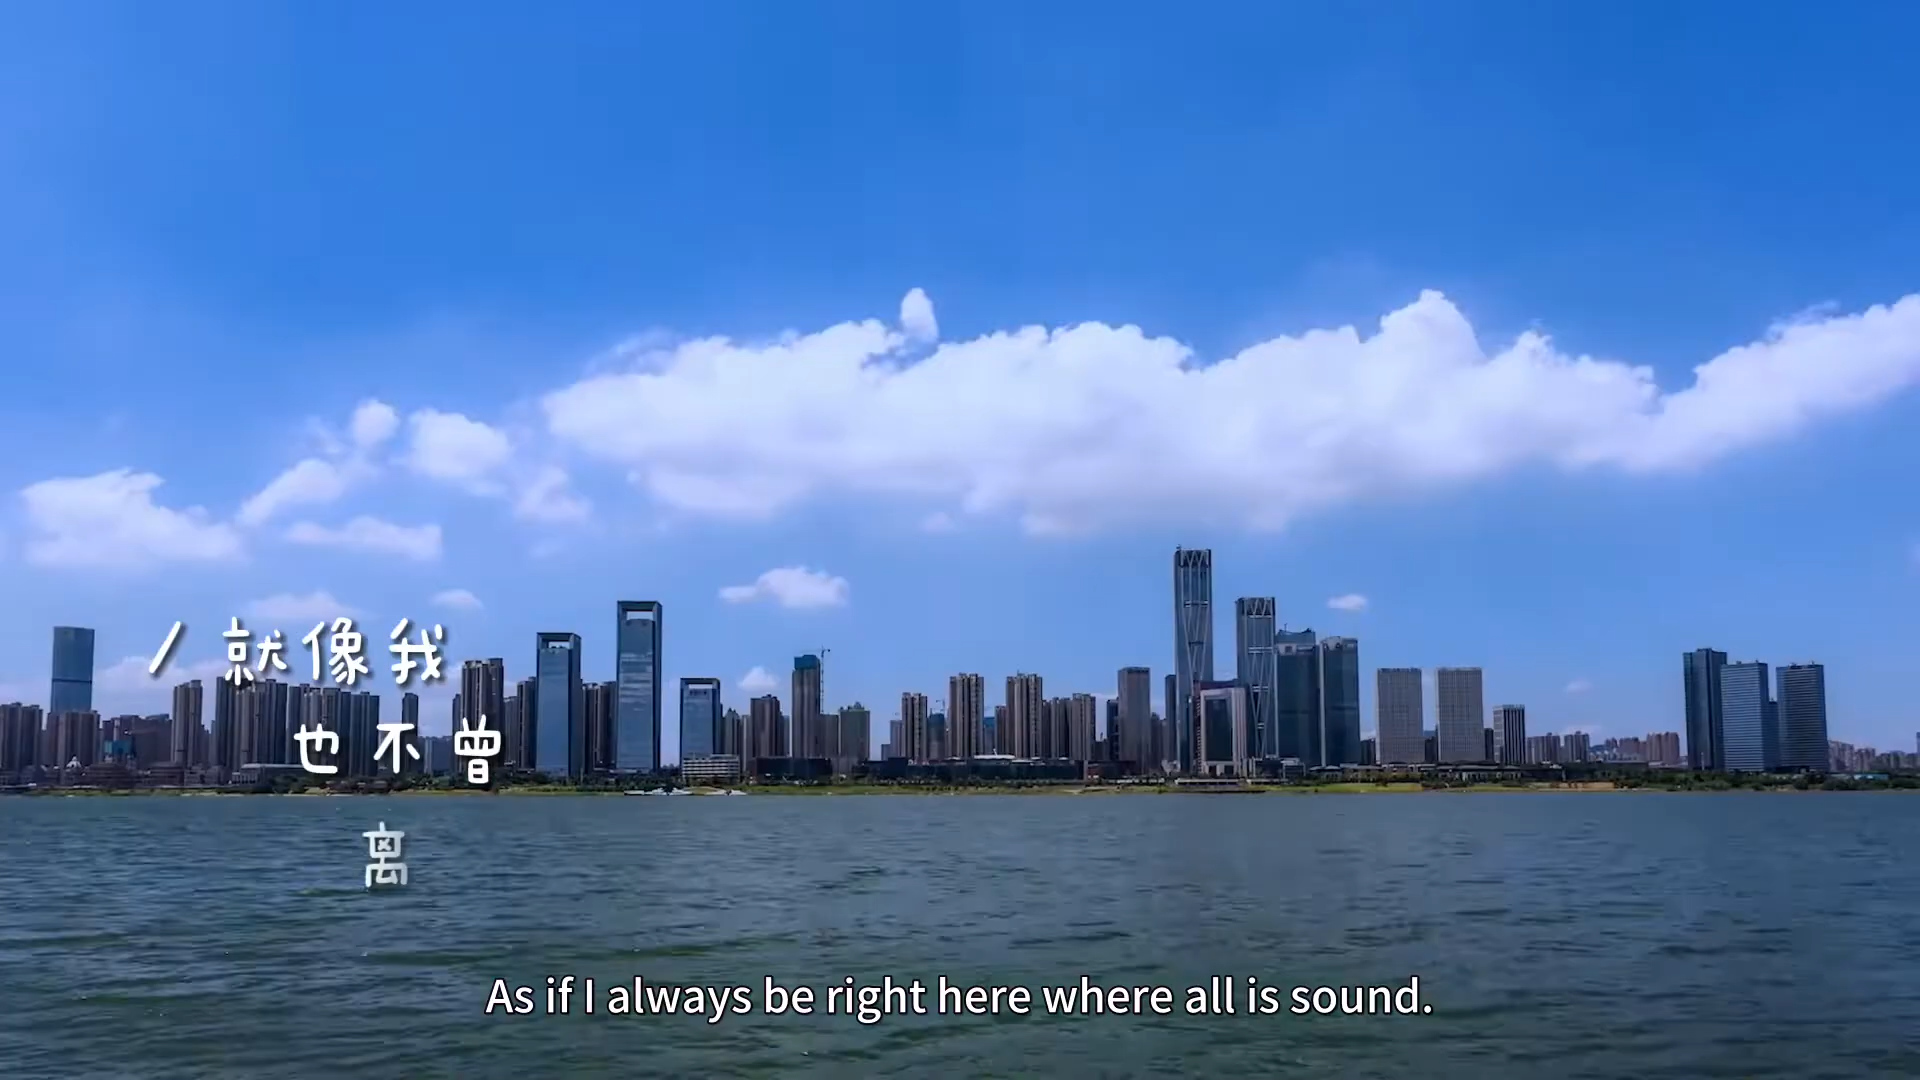 / 就像我
也不曾
离
As if I always be right here where all is sound.